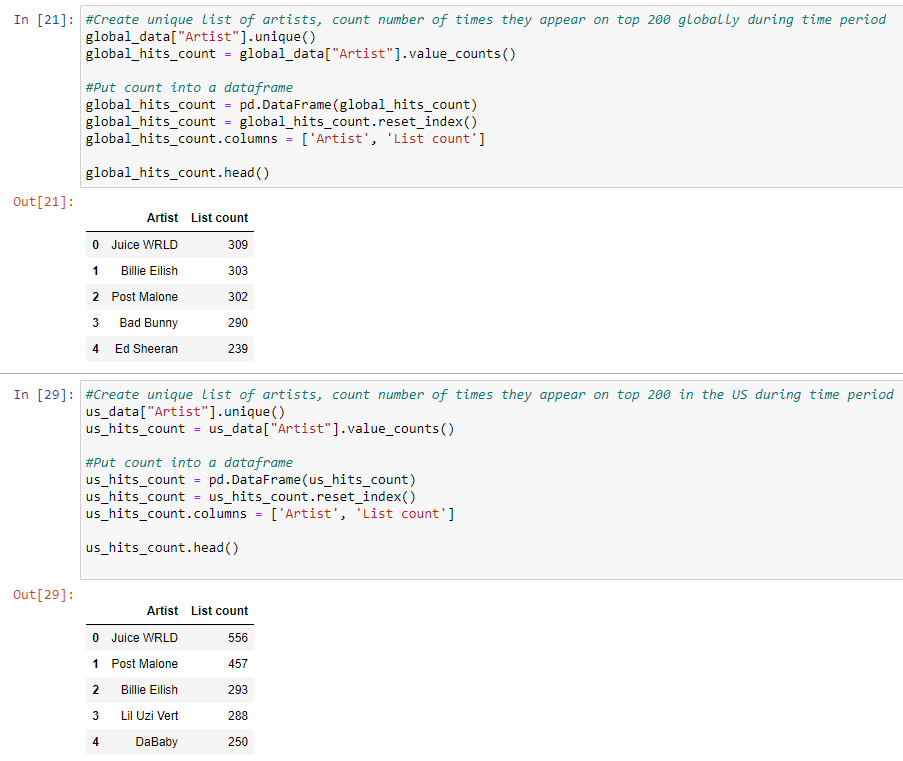 In [21]: #Create unique list of artists, count number of times they appear on top 200 globally during time period
global_data["Artist"].unique()
global_hits_count = global_data["Artist"].value_counts()
#Put count into a dataframe
global_hits_count = pd.DataFrame(global_hits_count)
global_hits_count = global_hits_count.reset_index()
global_hits_count.columns = ['Artist', 'List count']
global_hits_count.head()
Out[21]:
Artist List count
0 Juice WRLD 309
1 Billie Eilish 303
2 Post Malone 302
3 Bad Bunny 290
4 Ed Sheeran 239
In [29]: #Create unique list of artists, count number of times they appear on top 200 in the US during time period
us_data["Artist"].unique()
us_hits_count = us_data["Artist"].value_counts()
#Put count into a dataframe
us_hits_count = pd.DataFrame(us_hits_count)
us_hits_count = us_hits_count.reset_index()
us_hits_count.columns = ['Artist', 'List count']
us_hits_count.head()
Out[29]:
Artist List count
0 Juice WRLD 556
1 Post Malone 457
2 Billie Eilish 293
3 Lil Uzi Vert 288
4 DaBaby 250